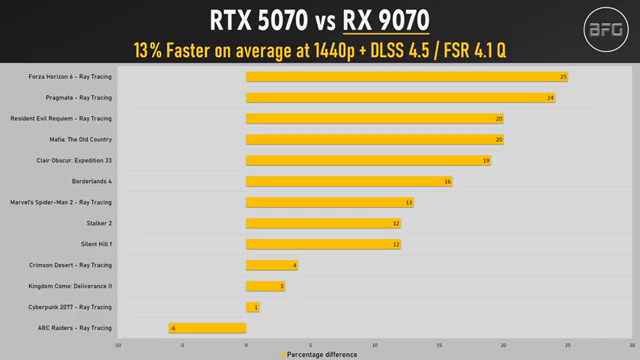 RTX 5070 vs RX 9070
13% Faster on average at 1440p + DLSS 4.5 / FSR 4.1 Q
BFG
Forza Horizon 6 - Ray Tracing 25
Pragmata - Ray Tracing 24
Resident Evil Requiem - Ray Tracing 20
Mafia: The Old Country 20
Clair Obscur: Expedition 33 19
Borderlands 4 16
Marvel's Spider-Man 2 - Ray Tracing 13
Stalker 2 12
Silent Hill f 12
Crimson Desert - Ray Tracing 4
Kingdom Come: Deliverance II 3
Cyberpunk 2077 - Ray Tracing 1
ARC Raiders - Ray Tracing -6
-10 -5 0 5 10 15 20 25 30
Percentage difference